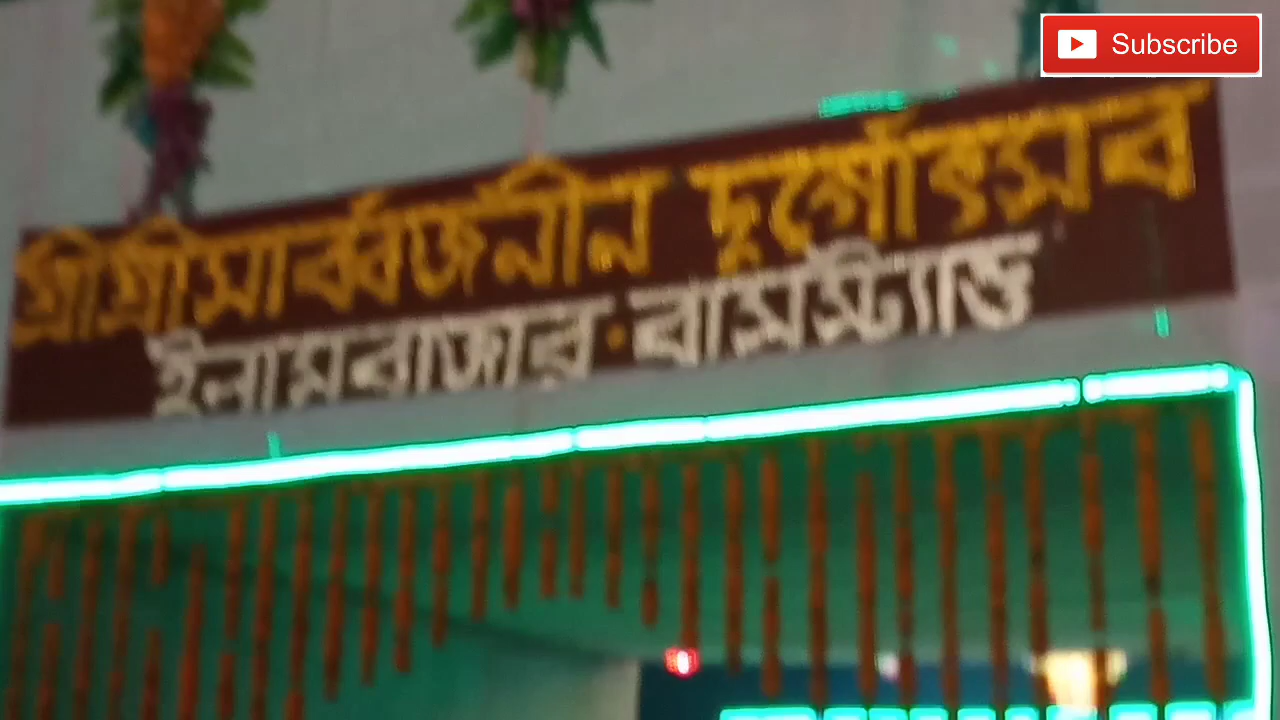 Subscribe
শ্রীশ্রীসার্ব্বজনীন দুর্গোৎসব
ইলামবাজার • বাসস্ট্যান্ড